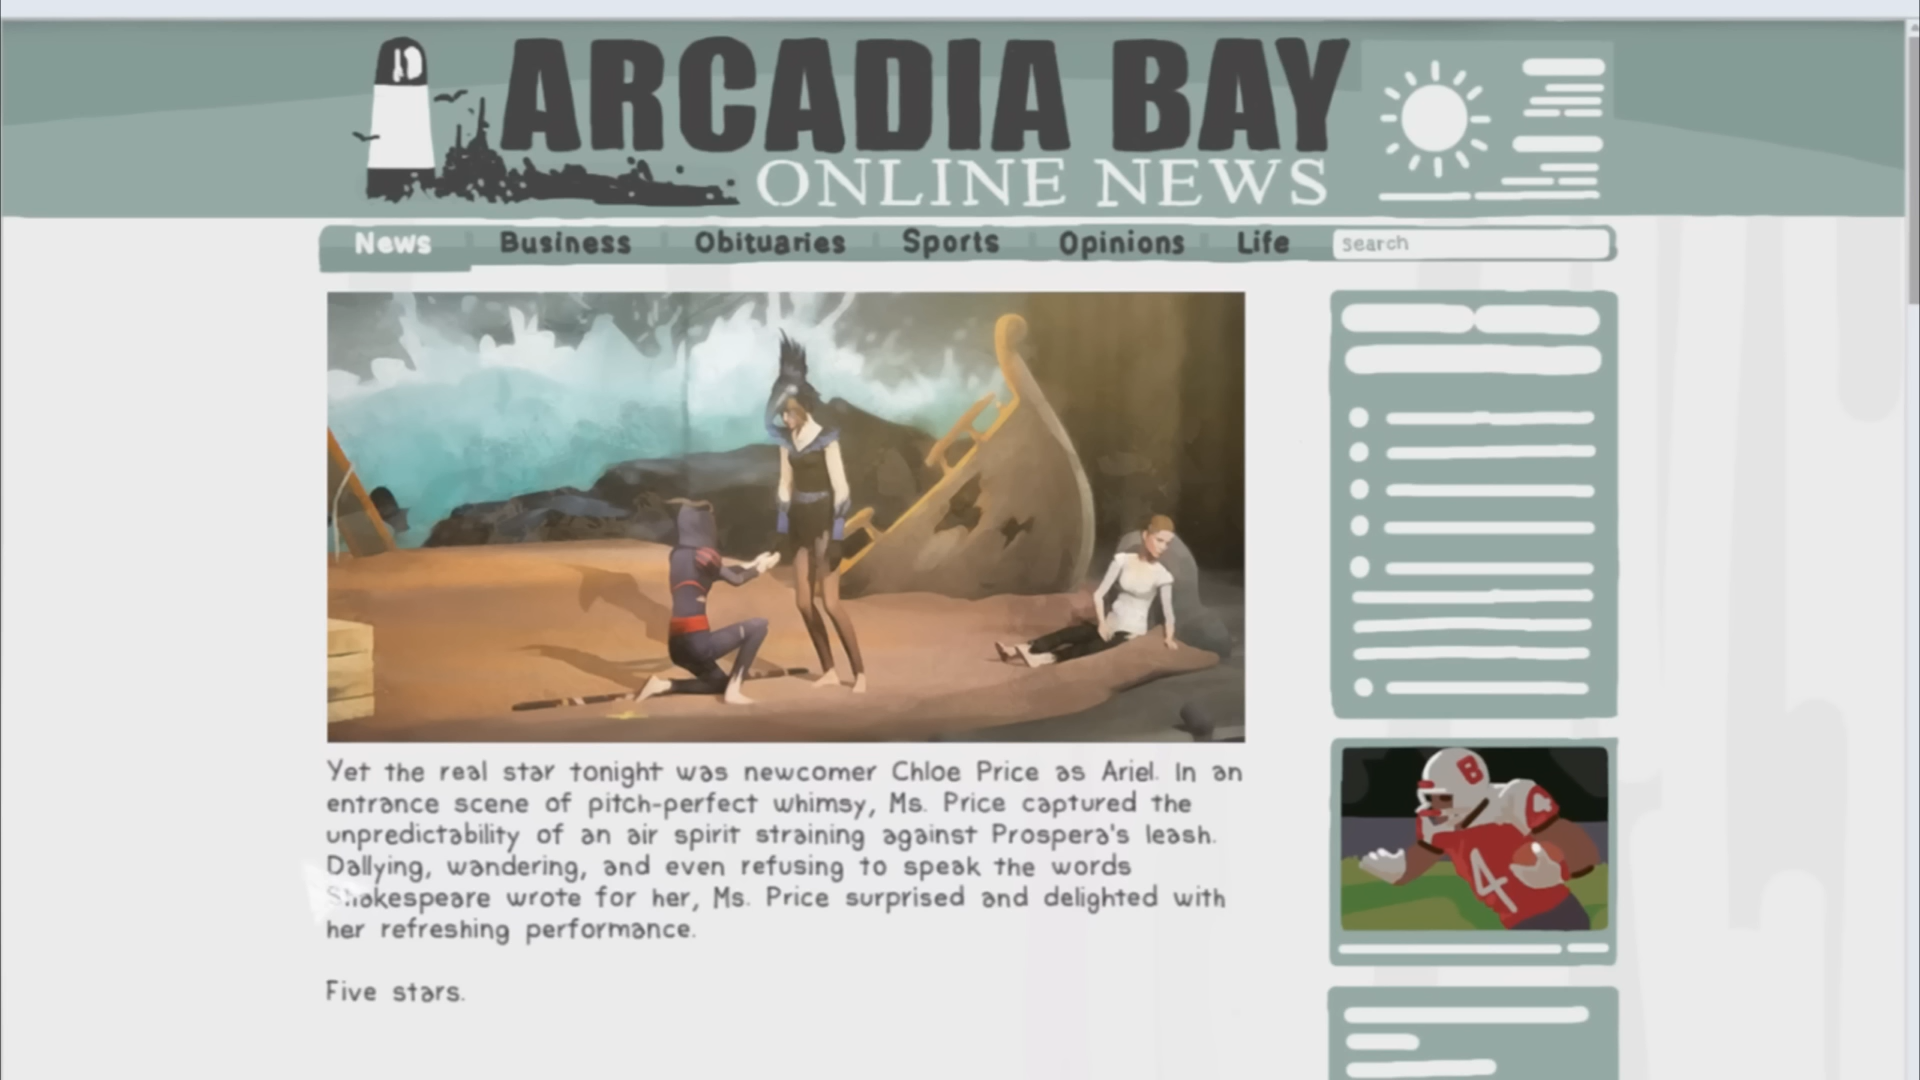 ARCADIA BAY
ONLINE NEWS
News Business Obituaries Sports Opinions Life search
B
4
4
Yet the real star tonight was newcomer Chloe Price as Ariel. In an
entrance scene of pitch-perfect whimsy, Ms. Price captured the
unpredictability of an air spirit straining against Prospera's leash.
Dallying, wandering, and even refusing to speak the words
Shakespeare wrote for her, Ms. Price surprised and delighted with
her refreshing performance.
Five stars.